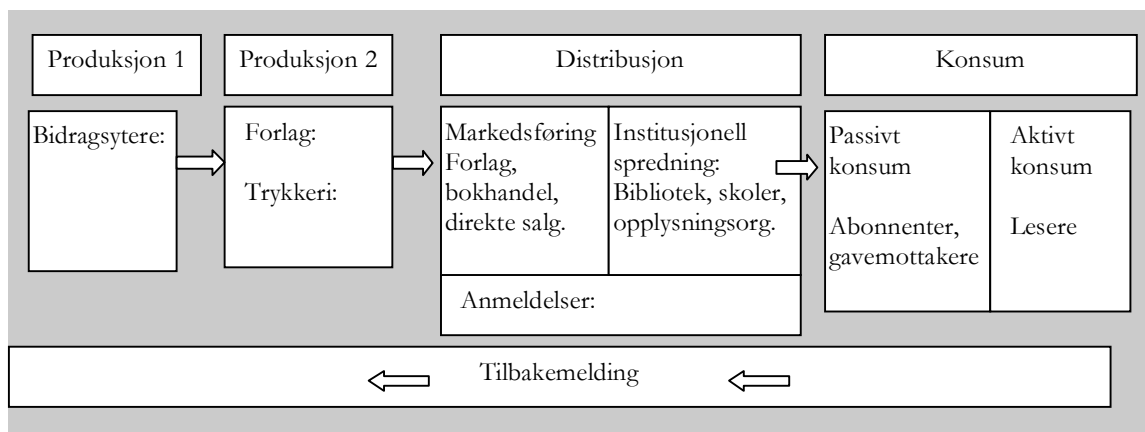 Produksjon 1
Produksjon 2
Distribusjon
Konsum
Bidragsytere:
Forlag:
Trykkeri:
Markedsføring
Forlag,
bokhandel,
direkte salg.
Institusjonell
spredning:
Bibliotek, skoler,
opplysningsorg.
Anmeldelser:
Passivt
konsum
Abonnenter,
gavemottakere
Aktivt
konsum
Lesere
Tilbakemelding